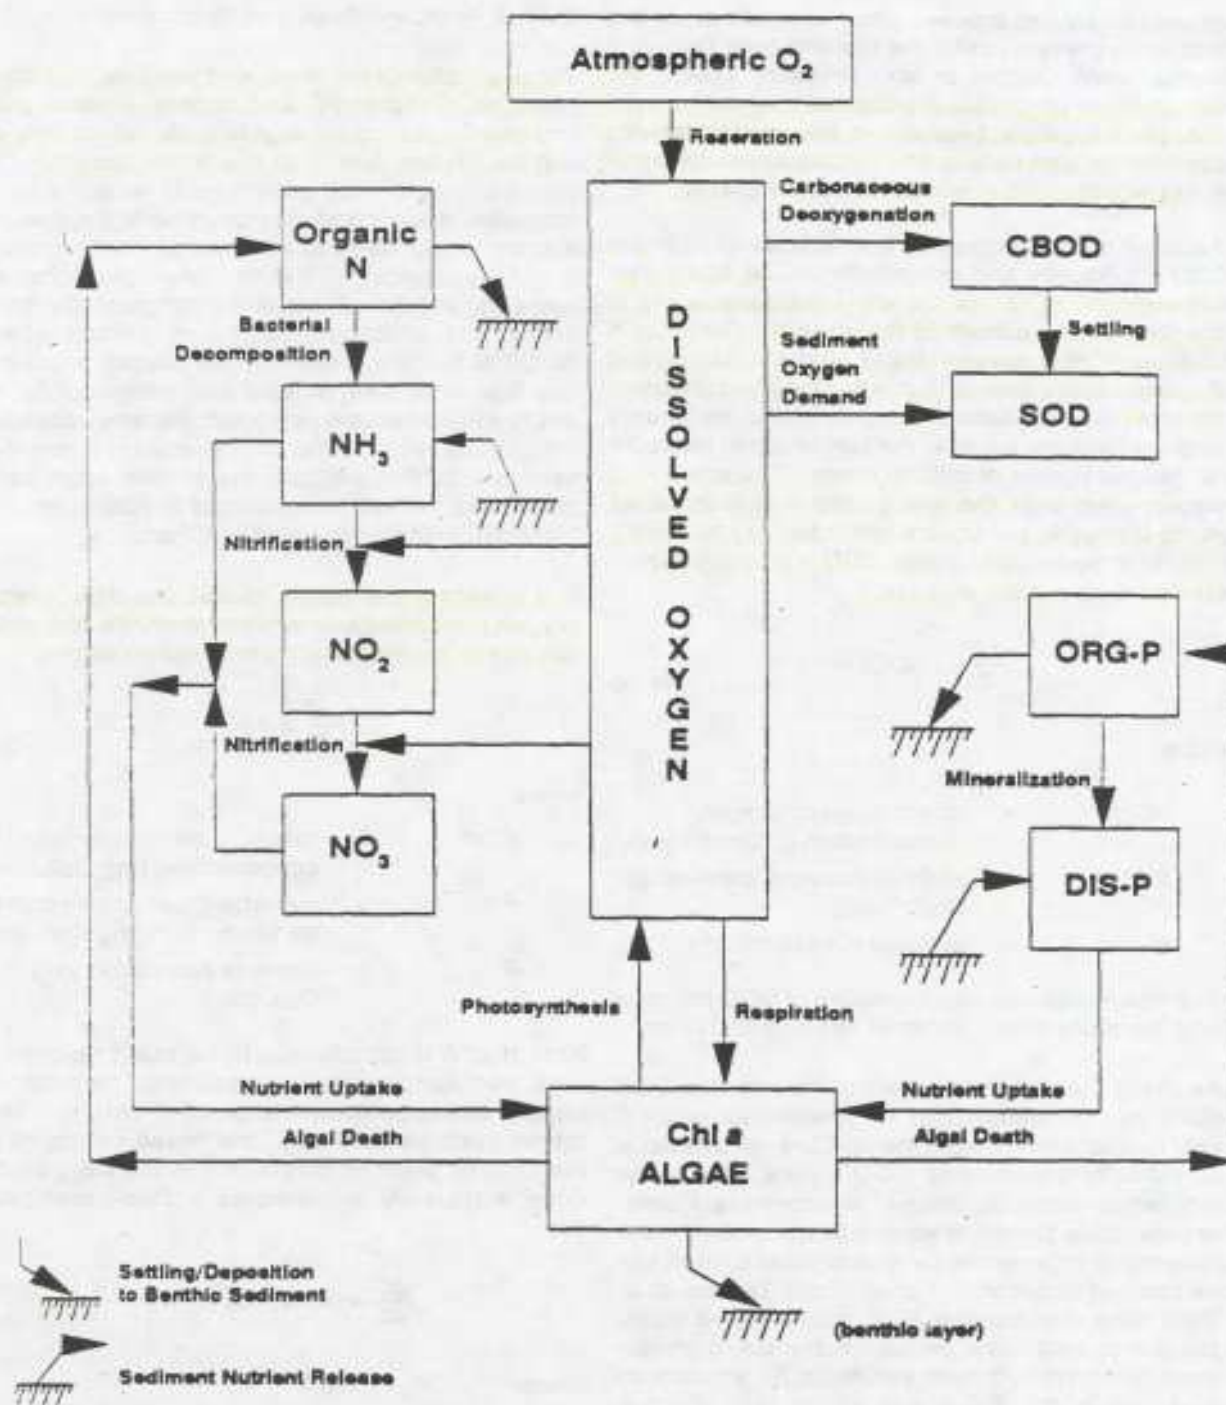 Atmospheric O₂
Reaeration
Carbonaceous
Deoxygenation
CBOD
Organic
N
Bacterial
Decomposition
Settling
Sediment
Oxygen
Demand
SOD
NH₃
DISSOLVED OXYGEN
Nitrification
NO₂
ORG-P
Nitrification
Mineralization
NO₃
DIS-P
Photosynthesis
Respiration
Nutrient Uptake
Nutrient Uptake
Algal Death
Algal Death
Chl a
ALGAE
Settling/Deposition
to Benthic Sediment
(benthic layer)
Sediment Nutrient Release